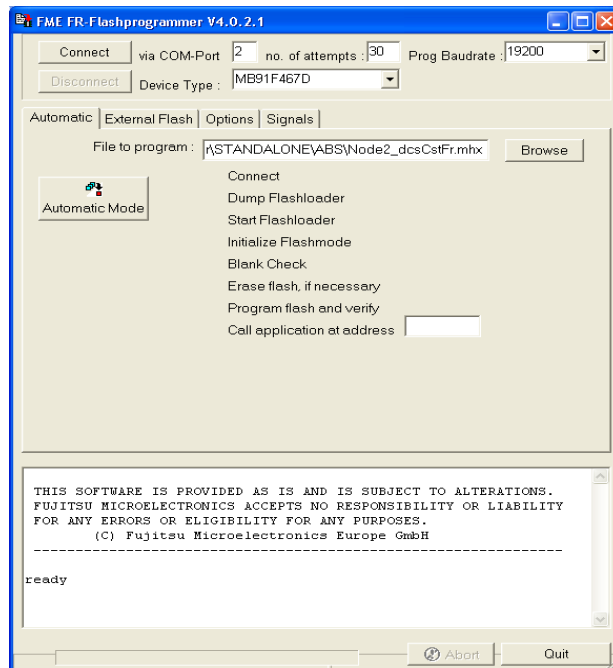 FME FR-Flashprogrammer V4.0.2.1
Connect via COM-Port 2 no. of attempts : 30 Prog Baudrate : 19200
Disconnect Device Type : MB91F467D
Automatic External Flash Options Signals
File to program : r\STANDALONE\ABS\Node2_dcsCstFr.mhx Browse
Automatic Mode
Connect
Dump Flashloader
Start Flashloader
Initialize Flashmode
Blank Check
Erase flash, if necessary
Program flash and verify
Call application at address
THIS SOFTWARE IS PROVIDED AS IS AND IS SUBJECT TO ALTERATIONS.
FUJITSU MICROELECTRONICS ACCEPTS NO RESPONSIBILITY OR LIABILITY
FOR ANY ERRORS OR ELIGIBILITY FOR ANY PURPOSES.
(C) Fujitsu Microelectronics Europe GmbH
----------------------------------------------------------------
ready
Abort Quit